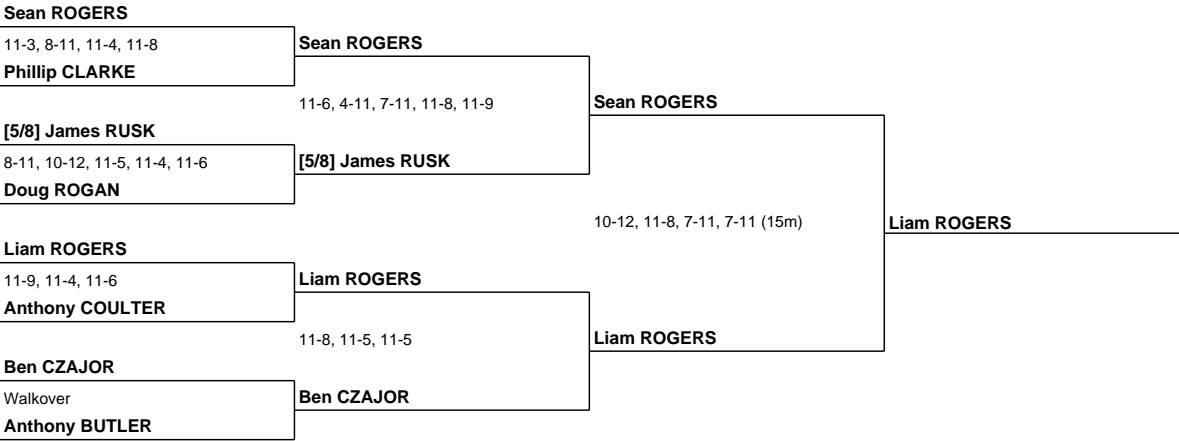 Sean ROGERS
11-3, 8-11, 11-4, 11-8
Phillip CLARKE
[5/8] James RUSK
8-11, 10-12, 11-5, 11-4, 11-6
Doug ROGAN
Liam ROGERS
11-9, 11-4, 11-6
Anthony COULTER
Ben CZAJOR
Walkover
Anthony BUTLER
Sean ROGERS
11-6, 4-11, 7-11, 11-8, 11-9
[5/8] James RUSK
Liam ROGERS
11-8, 11-5, 11-5
Ben CZAJOR
Sean ROGERS
10-12, 11-8, 7-11, 7-11 (15m)
Liam ROGERS
Liam ROGERS